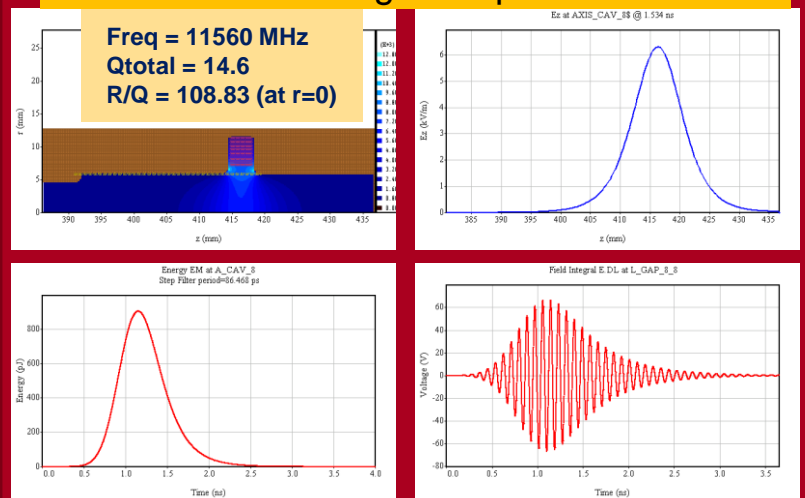 Freq = 11560 MHz
Qtotal = 14.6
R/Q = 108.83 (at r=0)
25
20
15
10
5
0
r (mm)
390 395 400 405 410 415 420 425 430 435
z (mm)
(E+3)
Ez at AXIS_CAV_8$ @ 1.534 ns
6
5
4
3
2
1
0
Ez (kV/m)
385 390 395 400 405 410 415 420 425 430 435
z (mm)
Energy EM at A_CAV_8
Step Filter period=86.468 ps
800
600
400
200
0
Energy (pJ)
0.0 0.5 1.0 1.5 2.0 2.5 3.0 3.5 4.0
Time (ns)
Field Integral E.DL at L_GAP_8_8
60
40
20
0
-20
-40
-60
-80
Voltage (V)
0.0 0.5 1.0 1.5 2.0 2.5 3.0 3.5
Time (ns)